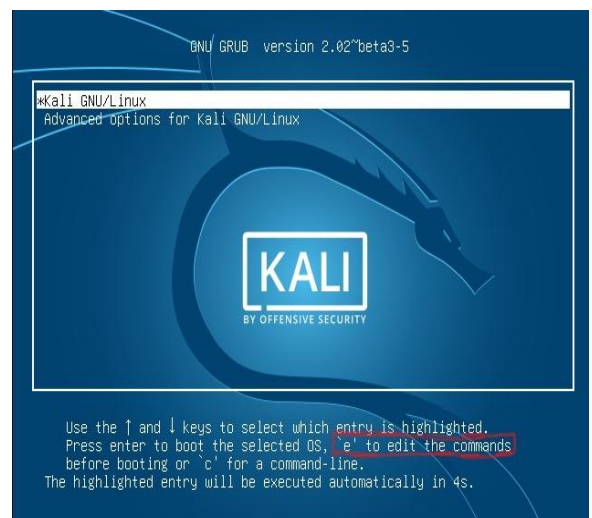 GNU GRUB version 2.02~beta3-5
*Kali GNU/Linux
Advanced options for Kali GNU/Linux
KALI
BY OFFENSIVE SECURITY
Use the ↑ and ↓ keys to select which entry is highlighted.
Press enter to boot the selected OS, `e' to edit the commands
before booting or `c' for a command-line.
The highlighted entry will be executed automatically in 4s.